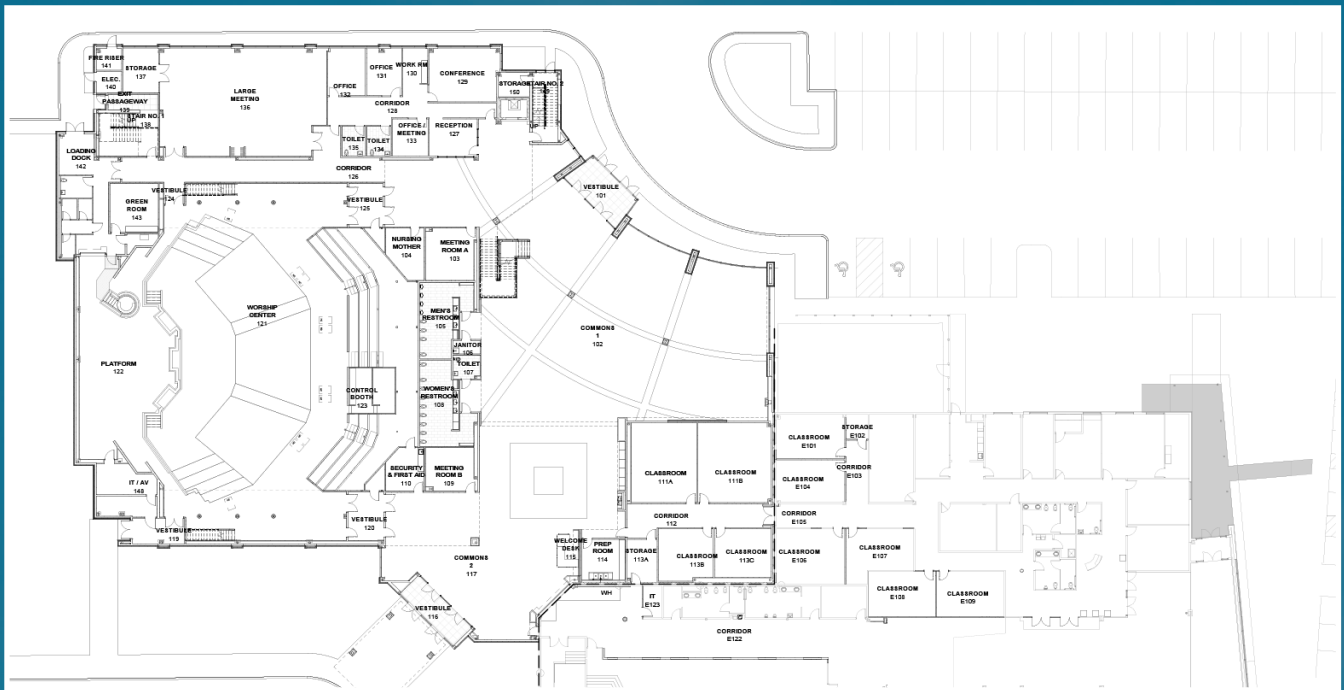 FIRE RISER
141
STORAGE
137
ELEC.
140
EXIT
PASSAGEWAY
139
STAIR NO. 1
138
UP
LARGE
MEETING
136
OFFICE
132
OFFICE
131
WORK RM
130
CONFERENCE
129
CORRIDOR
128
STORAGE
150
STAIR NO. 2
UP
TOILET
135
TOILET
134
OFFICE /
MEETING
133
RECEPTION
127
LOADING
DOCK
142
CORRIDOR
126
VESTIBULE
124
GREEN
ROOM
143
VESTIBULE
125
VESTIBULE
101
NURSING
MOTHER
104
MEETING
ROOM A
103
WORSHIP
CENTER
121
MEN'S
RESTROOM
105
COMMONS
1
102
JANITOR
106
TOILET
107
PLATFORM
122
CONTROL
BOOTH
123
WOMEN'S
RESTROOM
108
SECURITY
& FIRST AID
110
MEETING
ROOM B
109
IT / AV
148
VESTIBULE
119
VESTIBULE
120
CLASSROOM
111A
CLASSROOM
111B
CLASSROOM
E101
STORAGE
E102
CORRIDOR
E103
CLASSROOM
E104
CORRIDOR
112
CORRIDOR
E105
COMMONS
2
117
WELCOME
DESK
115
PREP
ROOM
114
STORAGE
113A
CLASSROOM
113B
CLASSROOM
113C
CLASSROOM
E106
CLASSROOM
E107
CLASSROOM
E108
CLASSROOM
E109
VESTIBULE
116
WH
IT
E123
CORRIDOR
E122